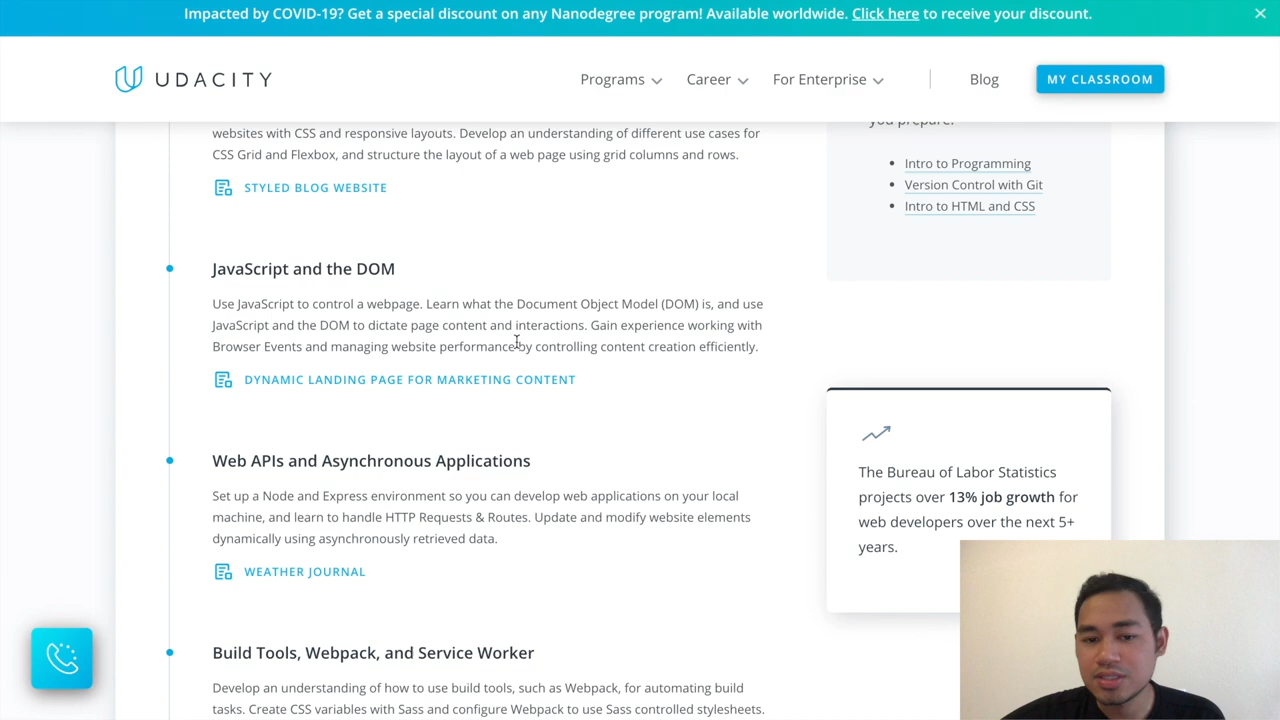 Impacted by COVID-19? Get a special discount on any Nanodegree program! Available worldwide. Click here to receive your discount.
UDACITY
Programs
Career
For Enterprise
Blog
MY CLASSROOM
websites with CSS and responsive layouts. Develop an understanding of different use cases for
CSS Grid and Flexbox, and structure the layout of a web page using grid columns and rows.
STYLED BLOG WEBSITE
JavaScript and the DOM
Use JavaScript to control a webpage. Learn what the Document Object Model (DOM) is, and use
JavaScript and the DOM to dictate page content and interactions. Gain experience working with
Browser Events and managing website performance by controlling content creation efficiently.
DYNAMIC LANDING PAGE FOR MARKETING CONTENT
Web APIs and Asynchronous Applications
Set up a Node and Express environment so you can develop web applications on your local
machine, and learn to handle HTTP Requests & Routes. Update and modify website elements
dynamically using asynchronously retrieved data.
WEATHER JOURNAL
Build Tools, Webpack, and Service Worker
Develop an understanding of how to use build tools, such as Webpack, for automating build
tasks. Create CSS variables with Sass and configure Webpack to use Sass controlled stylesheets.
you prepare.
Intro to Programming
Version Control with Git
Intro to HTML and CSS
The Bureau of Labor Statistics
projects over 13% job growth for
web developers over the next 5+
years.